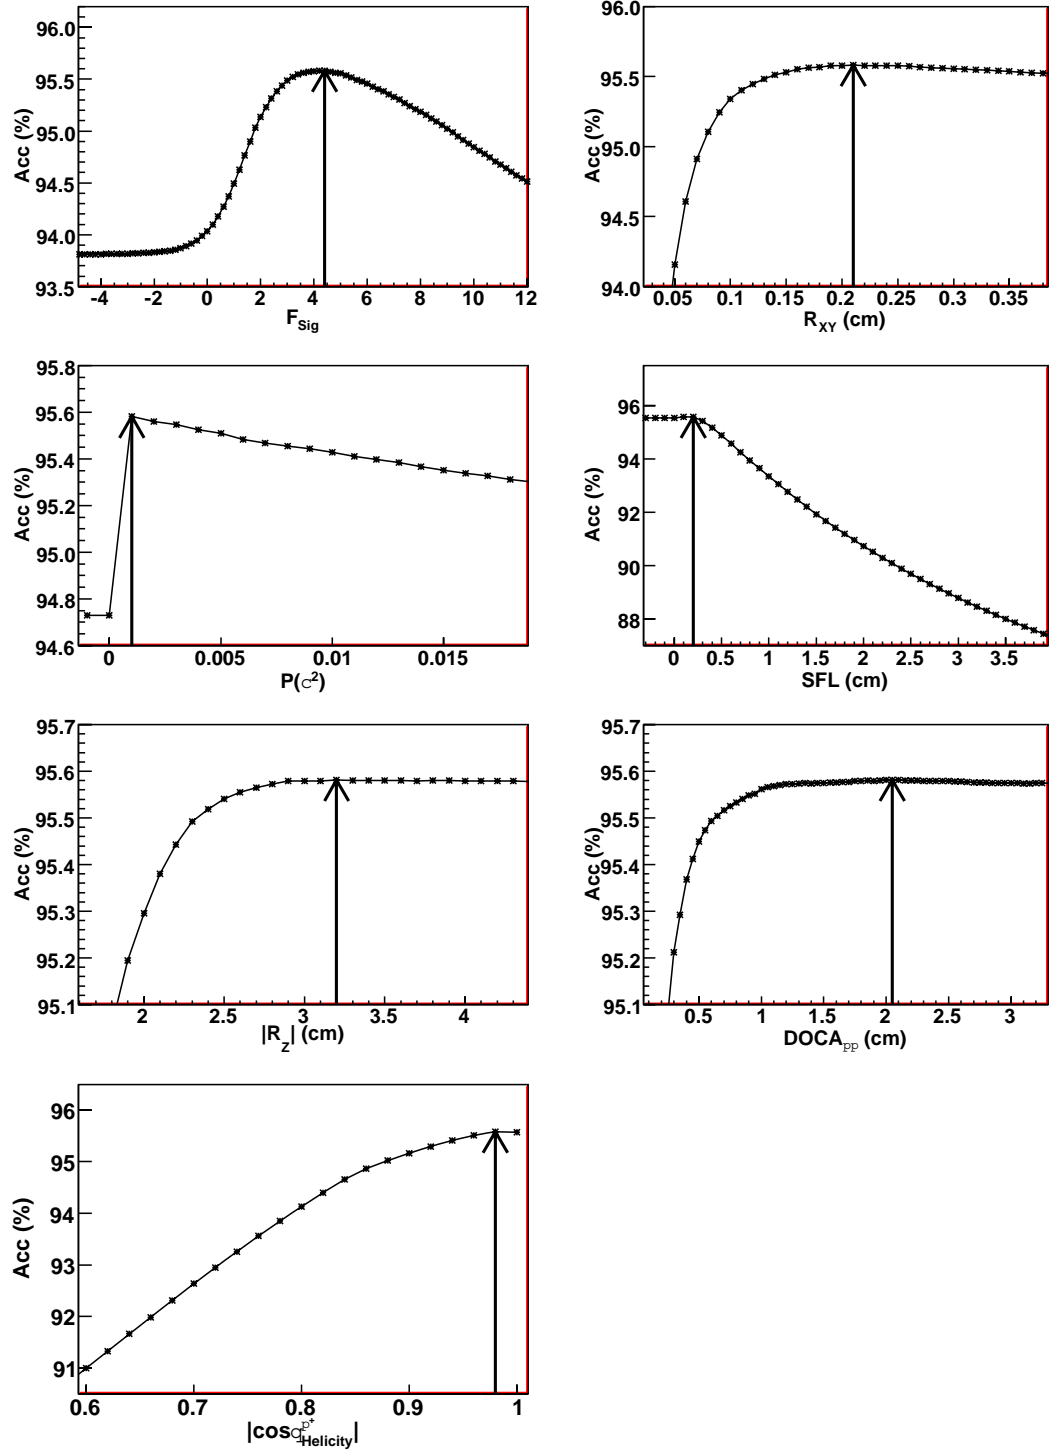 96.0
95.5
95.0
94.5
94.0
93.5
Acc (%)
-4 -2 0 2 4 6 8 10 12
F_Sig
96.0
95.5
95.0
94.5
94.0
Acc (%)
0.05 0.1 0.15 0.2 0.25 0.3 0.35
R_XY (cm)
95.8
95.6
95.4
95.2
95.0
94.8
94.6
Acc (%)
0 0.005 0.01 0.015
P(c²)
96
94
92
90
88
Acc (%)
0 0.5 1 1.5 2 2.5 3 3.5
SFL (cm)
95.7
95.6
95.5
95.4
95.3
95.2
95.1
Acc (%)
2 2.5 3 3.5 4
|R_Z| (cm)
95.7
95.6
95.5
95.4
95.3
95.2
95.1
Acc (%)
0.5 1 1.5 2 2.5 3
DOCA_pp (cm)
96
95
94
93
92
91
Acc (%)
0.6 0.7 0.8 0.9 1
|cosq^p+_Helicity|